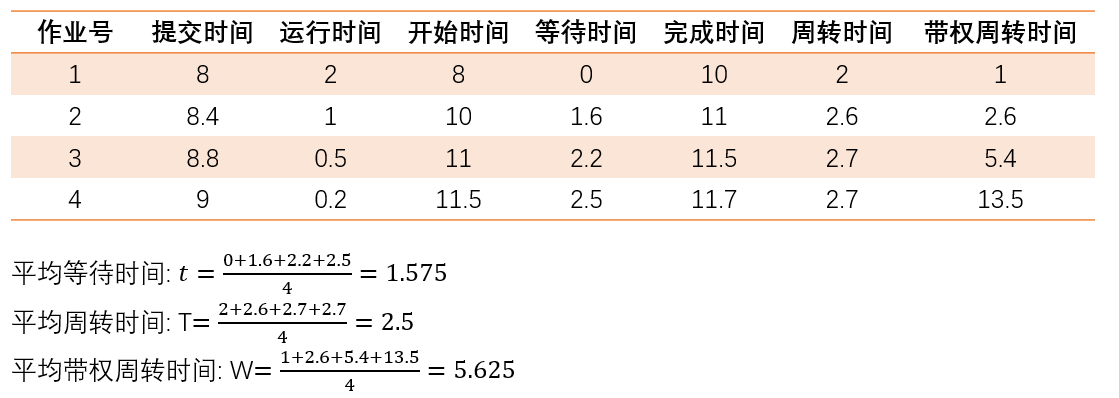 作业号 提交时间 运行时间 开始时间 等待时间 完成时间 周转时间 带权周转时间
1 8 2 8 0 10 2 1
2 8.4 1 10 1.6 11 2.6 2.6
3 8.8 0.5 11 2.2 11.5 2.7 5.4
4 9 0.2 11.5 2.5 11.7 2.7 13.5
平均等待时间: t = (0+1.6+2.2+2.5)/4 = 1.575
平均周转时间: T= (2+2.6+2.7+2.7)/4 = 2.5
平均带权周转时间: W= (1+2.6+5.4+13.5)/4 = 5.625